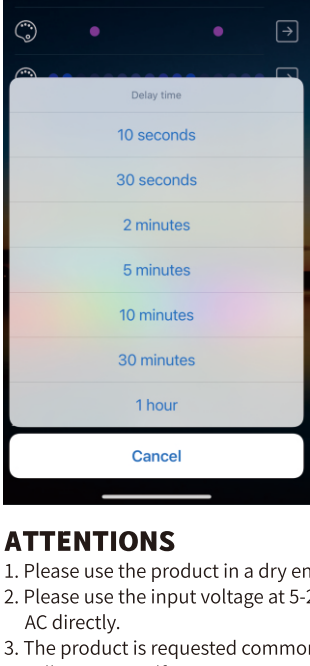 Delay time
10 seconds
30 seconds
2 minutes
5 minutes
10 minutes
30 minutes
1 hour
Cancel
ATTENTIONS
1. Please use the product in a dry en
2. Please use the input voltage at 5-2
AC directly.
3. The product is requested commor